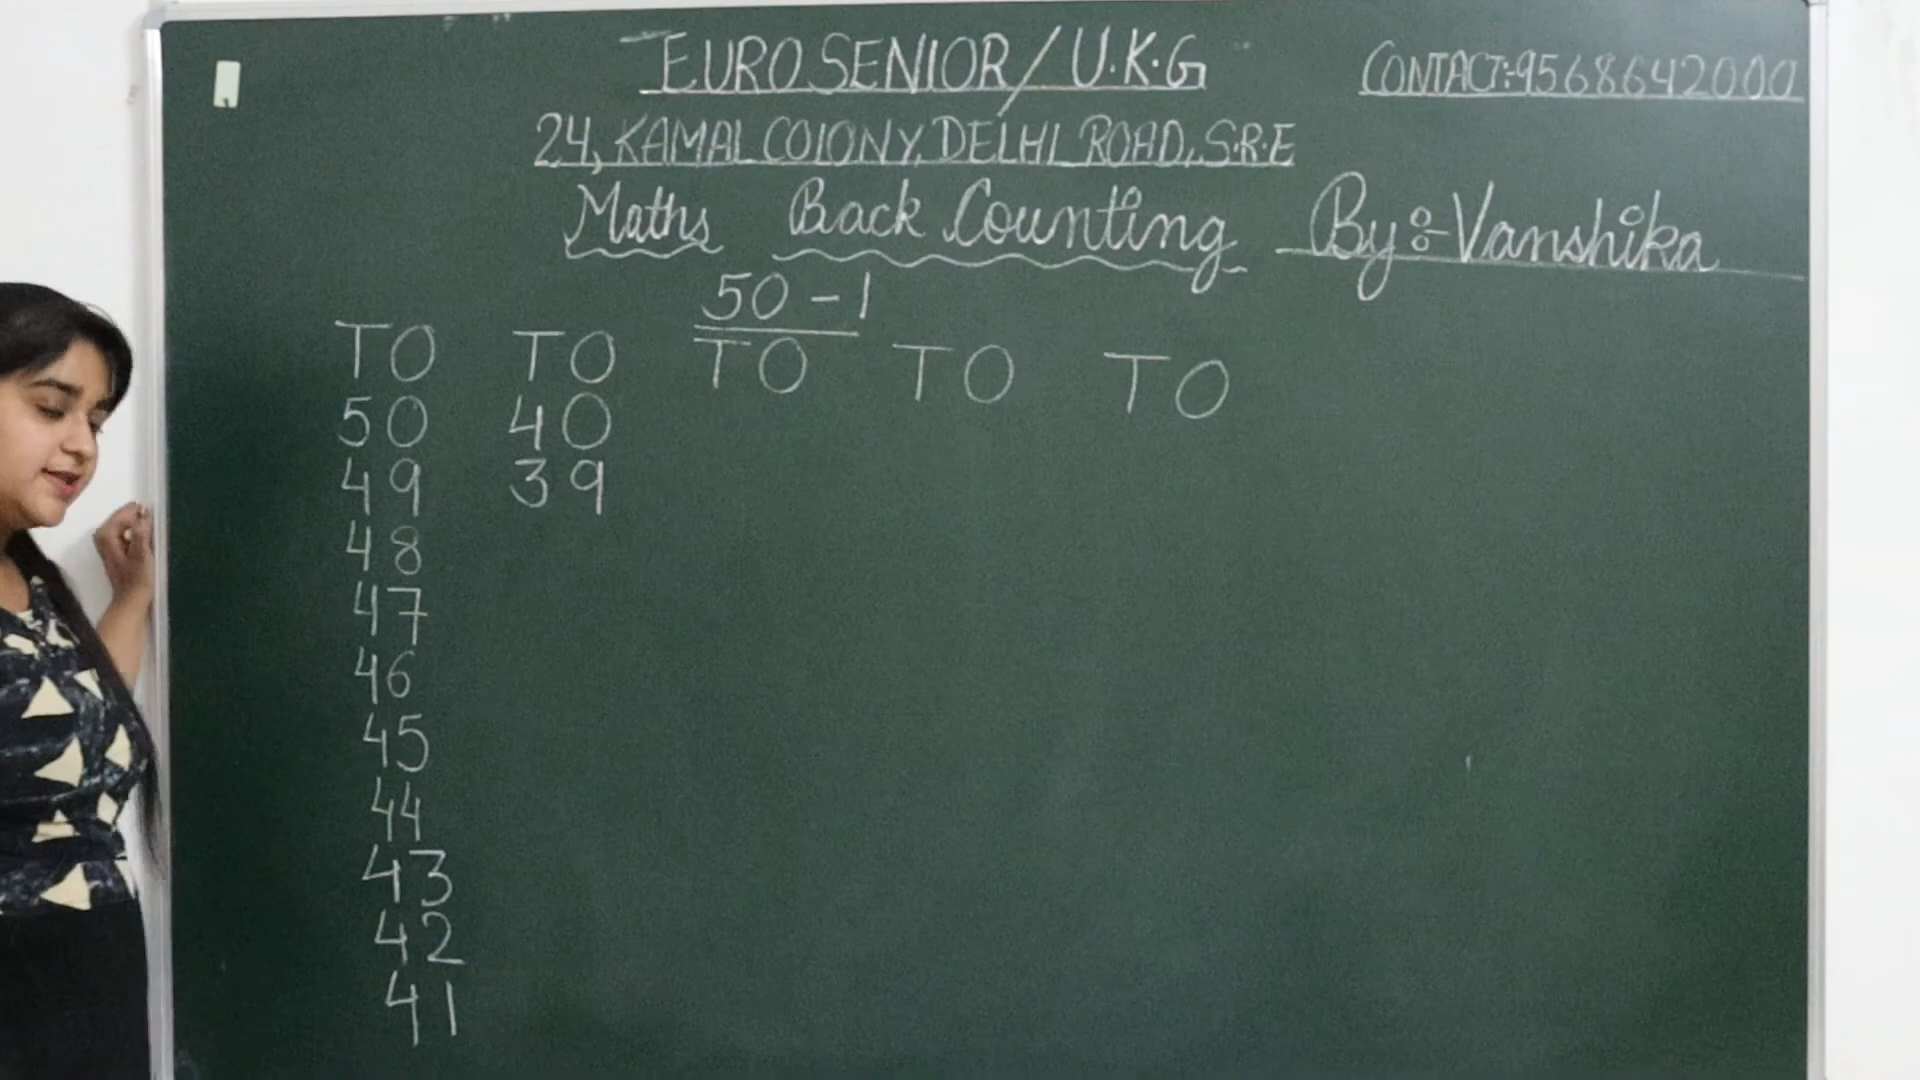 EURO SENIOR/U.K.G
CONTACT:-9568642000
24, KAMAL COLONY, DELHI ROAD, S.R.E
Maths Back Counting By:-Vanshika
50-1
TO TO TO TO TO
50 40
49 39
48
47
46
45
44
43
42
41